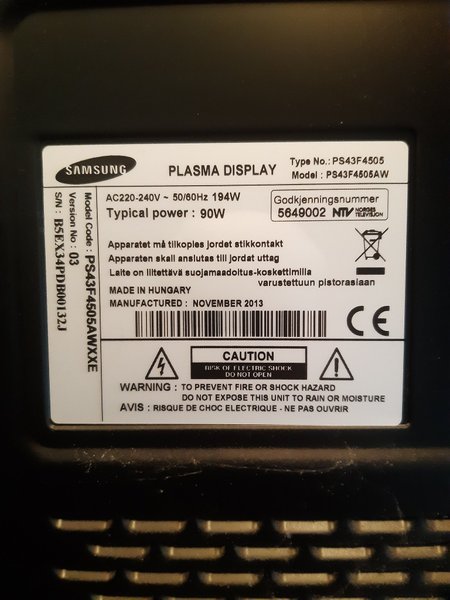 SAMSUNG
PLASMA DISPLAY
Type No.: PS43F4505
Model : PS43F4505AW
AC220-240V ~ 50/60Hz 194W
Typical power : 90W
Godkjenningsnummer
5649002 NTV NORGES TELEVISJON
Apparatet må tilkoples jordet stikkontakt
Apparaten skall anslutas till jordat uttag
Laite on liitettävä suojamaadoitus-koskettimilla
varustettuun pistorasiaan
MADE IN HUNGARY
MANUFACTURED : NOVEMBER 2013
CE
CAUTION
RISK OF ELECTRIC SHOCK
DO NOT OPEN
WARNING : TO PREVENT FIRE OR SHOCK HAZARD
DO NOT EXPOSE THIS UNIT TO RAIN OR MOISTURE
AVIS : RISQUE DE CHOC ELECTRIQUE - NE PAS OUVRIR
Model Code : PS43F4505AWXXE
Version No : 03
S/N : B5EX34PDB00132J